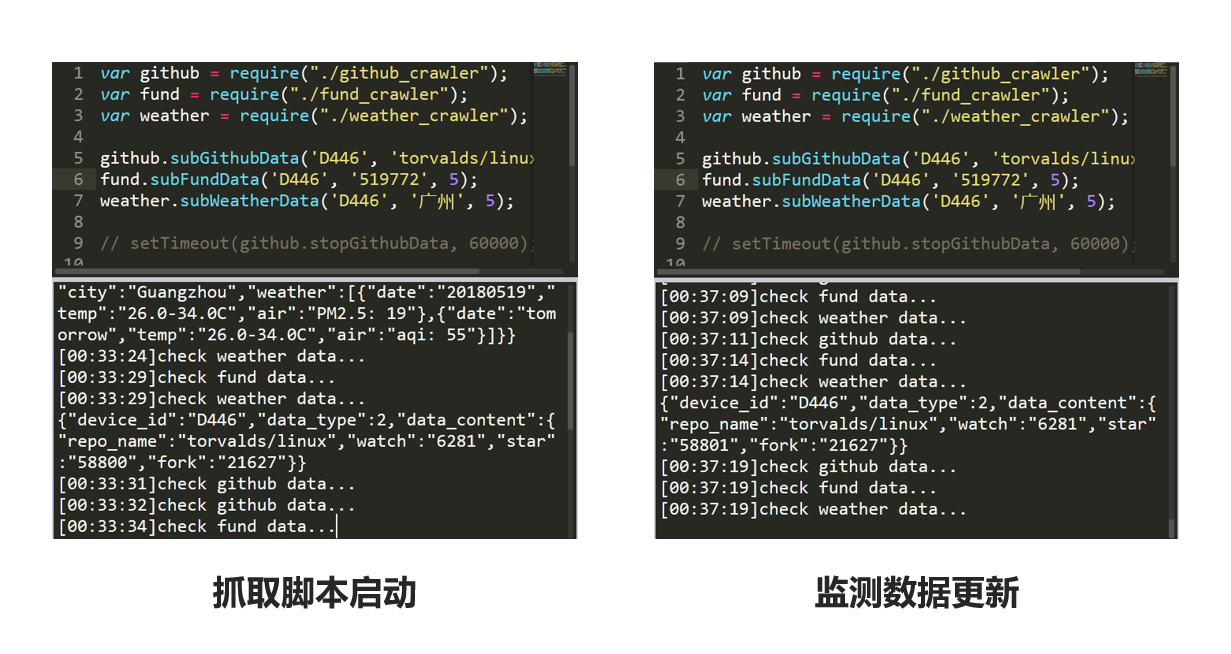 1 var github = require("./github_crawler");
2 var fund = require("./fund_crawler");
3 var weather = require("./weather_crawler");
4
5 github.subGithubData('D446', 'torvalds/linux
6 fund.subFundData('D446', '519772', 5);
7 weather.subWeatherData('D446', '广州', 5);
8
9 // setTimeout(github.stopGithubData, 60000);
10
"city":"Guangzhou","weather":[{"date":"20180519","
temp":"26.0-34.0C","air":"PM2.5: 19"},{"date":"tom
orrow","temp":"26.0-34.0C","air":"aqi: 55"}]}}
[00:33:24]check weather data...
[00:33:29]check fund data...
[00:33:29]check weather data...
{"device_id":"D446","data_type":2,"data_content":{
"repo_name":"torvalds/linux","watch":"6281","star"
:"58800","fork":"21627"}}
[00:33:31]check github data...
[00:33:32]check github data...
[00:33:34]check fund data...
抓取脚本启动
1 var github = require("./github_crawler");
2 var fund = require("./fund_crawler");
3 var weather = require("./weather_crawler");
4
5 github.subGithubData('D446', 'torvalds/linux
6 fund.subFundData('D446', '519772', 5);
7 weather.subWeatherData('D446', '广州', 5);
8
9 // setTimeout(github.stopGithubData, 60000);
10
[00:37:09]check fund data...
[00:37:09]check weather data...
[00:37:11]check github data...
[00:37:14]check fund data...
[00:37:14]check weather data...
{"device_id":"D446","data_type":2,"data_content":{
"repo_name":"torvalds/linux","watch":"6281","star"
:"58801","fork":"21627"}}
[00:37:19]check github data...
[00:37:19]check fund data...
[00:37:19]check weather data...
监测数据更新